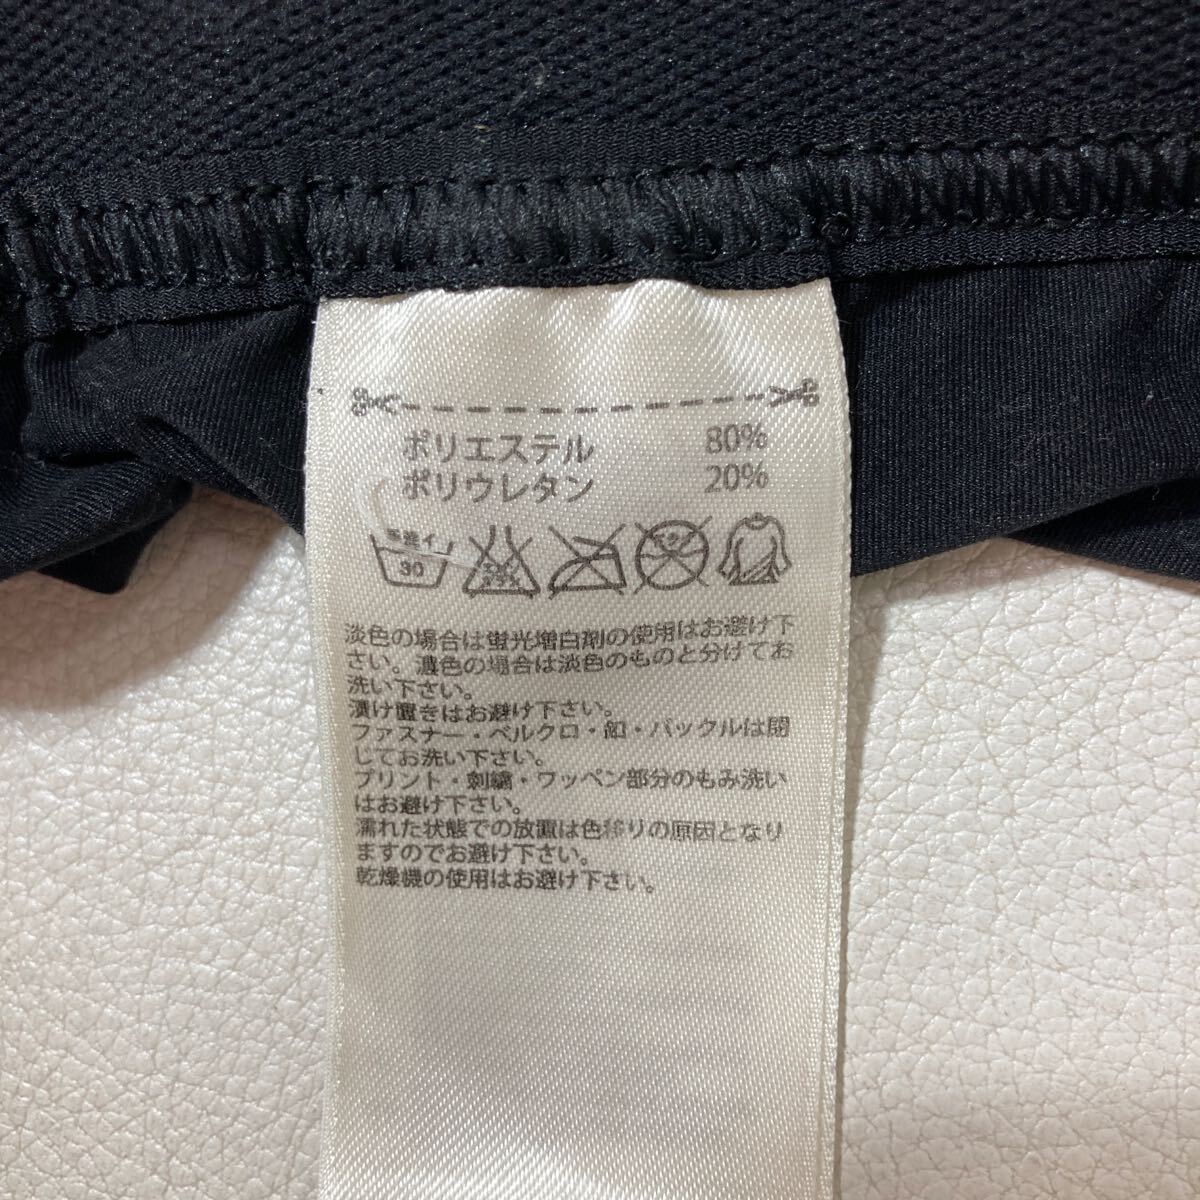 ポリエステル 80%
ポリウレタン 20%
30
淡色の場合は蛍光増白剤の使用はお避け下
さい。濃色の場合は淡色のものと分けてお
洗い下さい。
漬け置きはお避け下さい。
ファスナー・ベルクロ・釦・バックルは閉
じてお洗い下さい。
プリント・刺繍・ワッペン部分のもみ洗い
はお避け下さい。
濡れた状態での放置は色移りの原因となり
ますのでお避け下さい。
乾燥機の使用はお避け下さい。